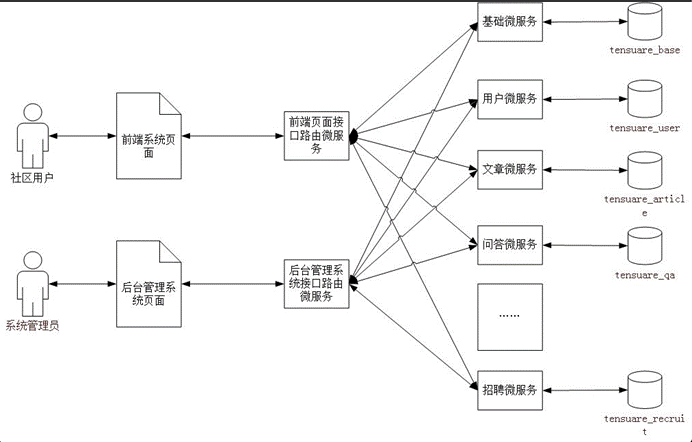 基础微服务
tensuare_base
用户微服务
tensuare_user
前端页面接
口路由微服
务
前端系统页
面
社区用户
文章微服务
tensuare_articl
e
问答微服务
tensuare_qa
后台管理系
统接口路由
微服务
后台管理系
统页面
系统管理员
......
招聘微服务
tensuare_recrui
t